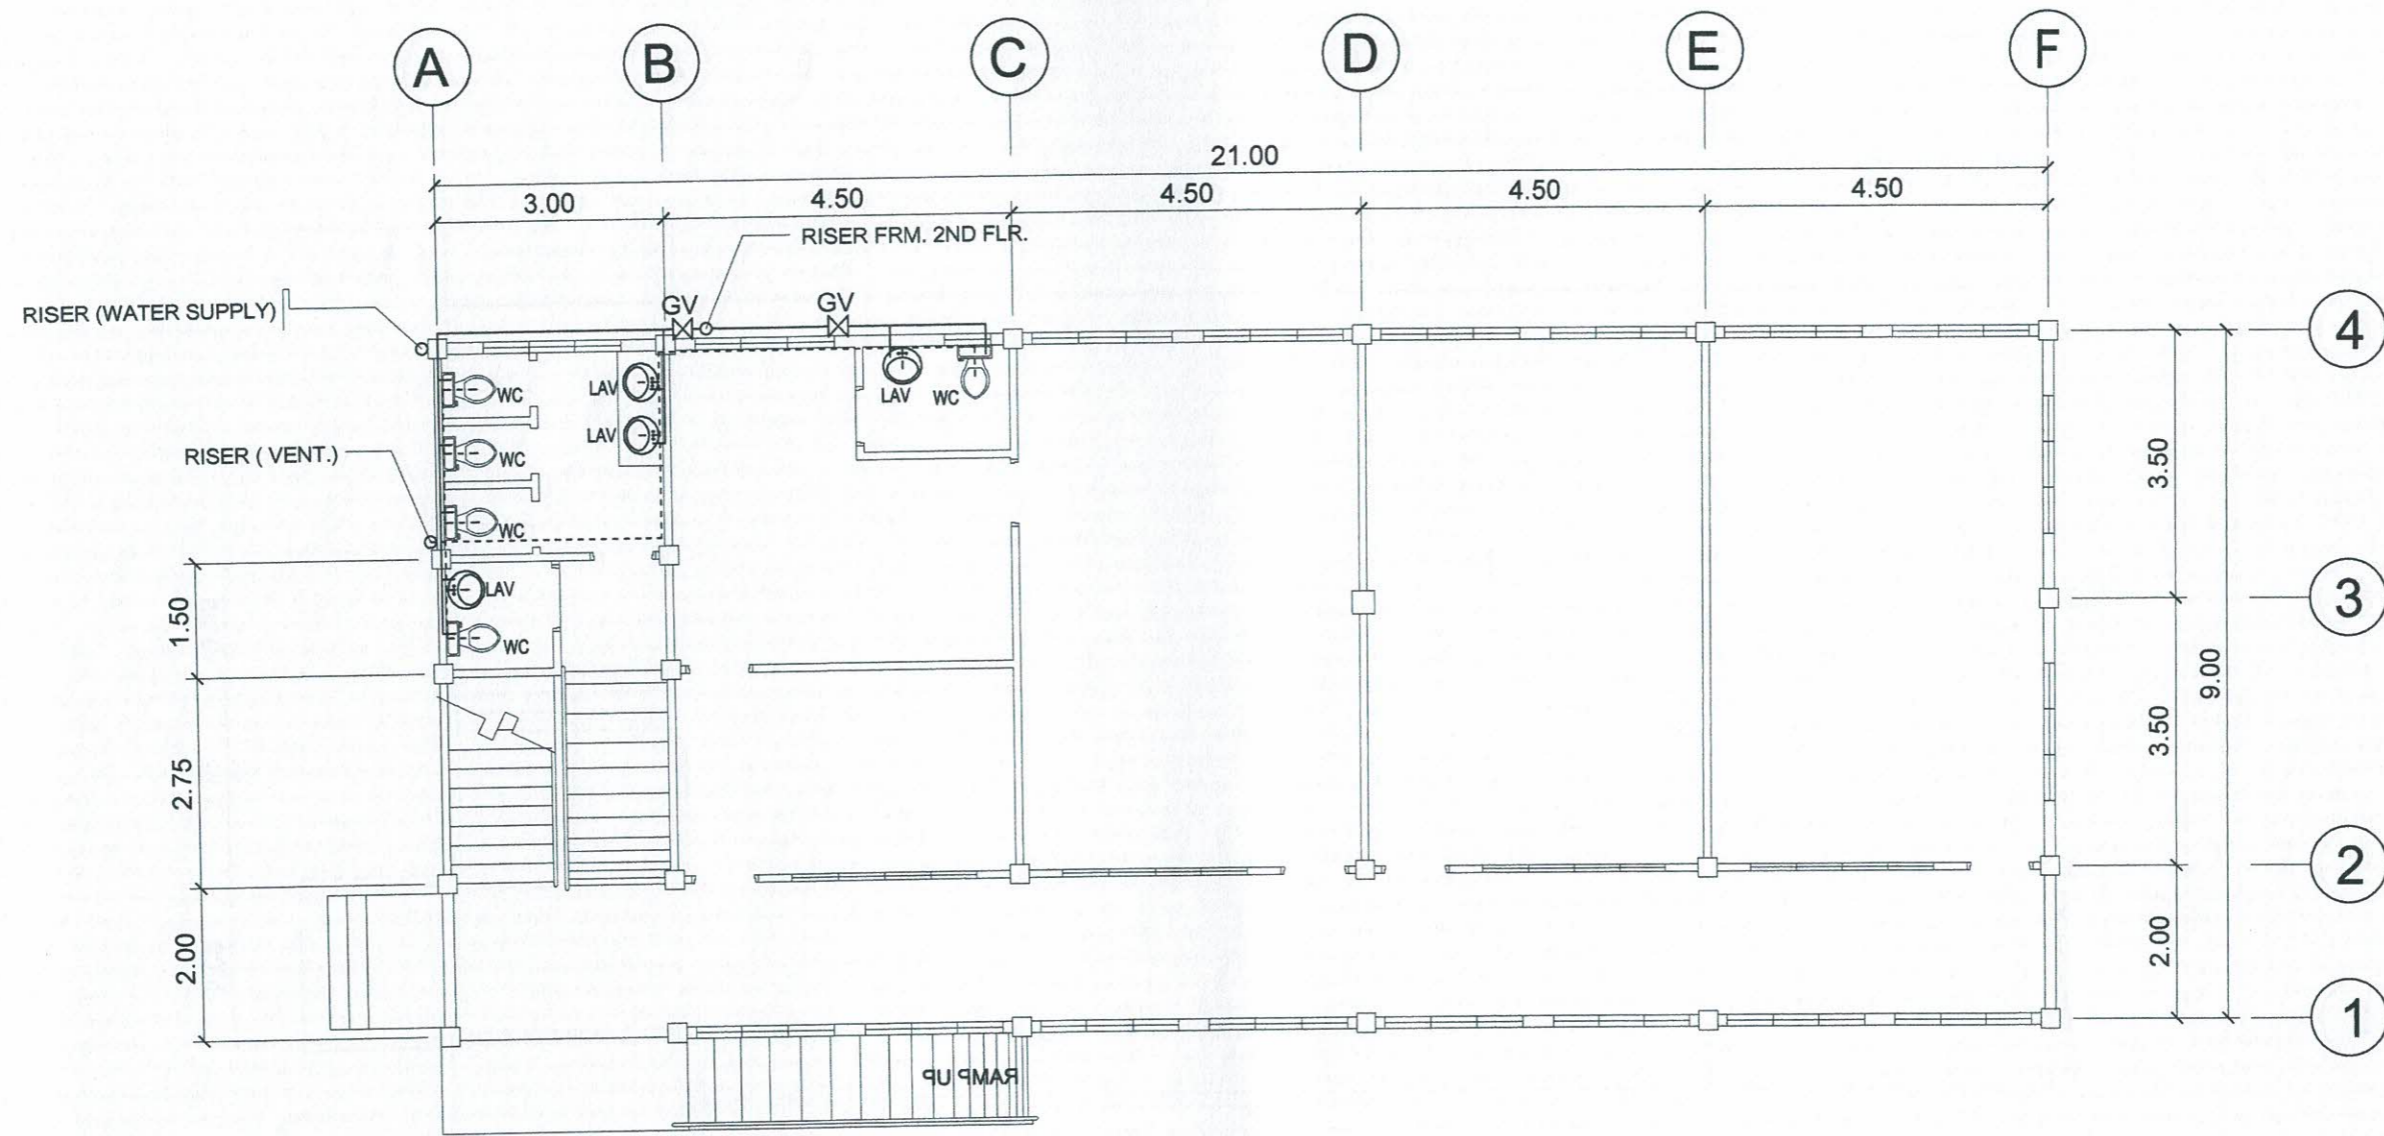 A B C D E F
21.00
3.00 4.50 4.50 4.50 4.50
RISER FRM. 2ND FLR.
RISER (WATER SUPPLY)
GV GV
4
LAV WC
LAV WC
LAV
WC
RISER ( VENT.)
WC
3.50
LAV
WC
1.50
3
9.00
3.50
2.75
2
2.00
2.00
1
RAMP UP